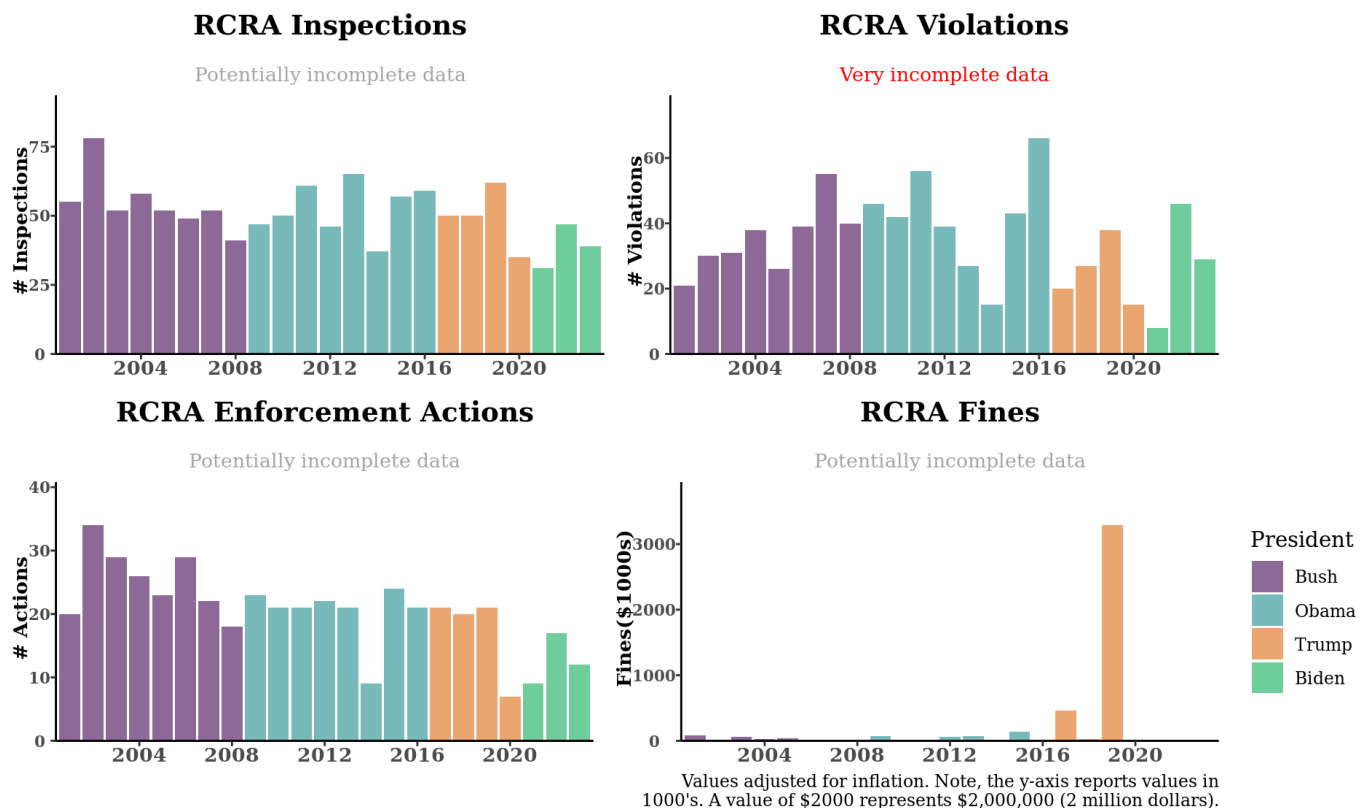 RCRA Inspections
Potentially incomplete data
# Inspections
75
50
25
0
2004
2008
2012
2016
2020
RCRA Violations
Very incomplete data
# Violations
60
40
20
0
2004
2008
2012
2016
2020
RCRA Enforcement Actions
Potentially incomplete data
# Actions
40
30
20
10
0
2004
2008
2012
2016
2020
RCRA Fines
Potentially incomplete data
Fines($1000s)
3000
2000
1000
0
2004
2008
2012
2016
2020
Values adjusted for inflation. Note, the y-axis reports values in
1000's. A value of $2000 represents $2,000,000 (2 million dollars).
President
Bush
Obama
Trump
Biden